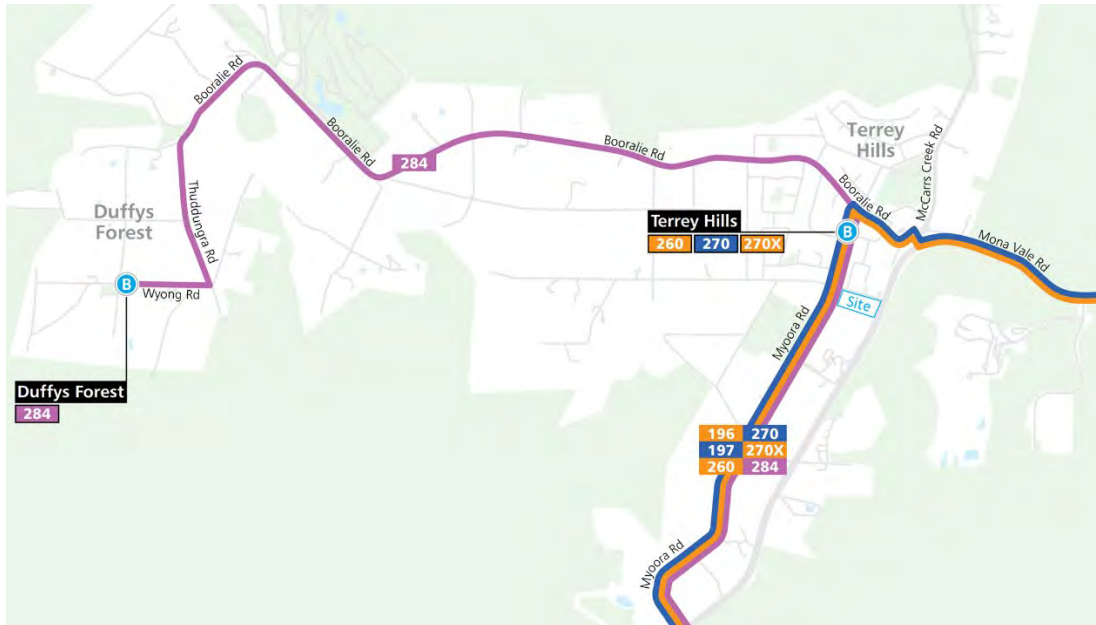 Booralie Rd
Booralie Rd
284
Booralie Rd
Terrey
Hills
McCarrs Creek Rd
Booralie Rd
Duffys
Forest
Thuddungra Rd
Terrey Hills
260 270 270X
B
Mona Vale Rd
B
Wyong Rd
Site
Myoora Rd
Duffys Forest
284
196 270
197 270X
260 284
Myoora Rd